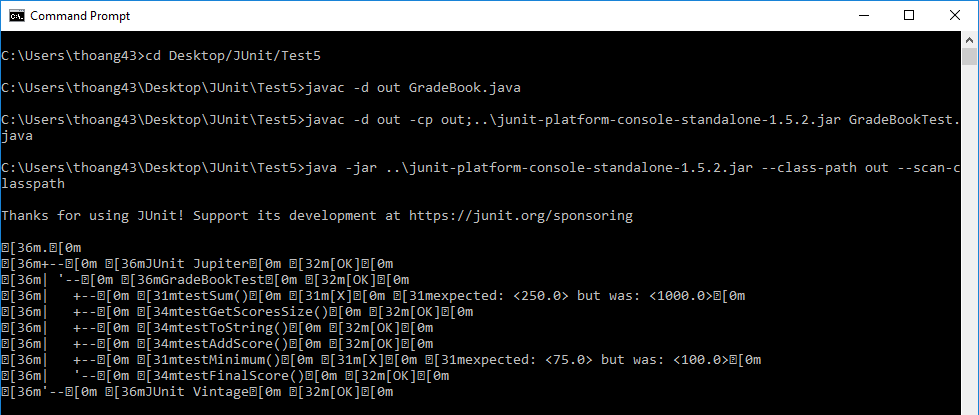 Command Prompt
C:\Users\thoang43>cd Desktop/JUnit/Test5
C:\Users\thoang43\Desktop\JUnit\Test5>javac -d out GradeBook.java
C:\Users\thoang43\Desktop\JUnit\Test5>javac -d out -cp out;..\junit-platform-console-standalone-1.5.2.jar GradeBookTest.
java
C:\Users\thoang43\Desktop\JUnit\Test5>java -jar ..\junit-platform-console-standalone-1.5.2.jar --class-path out --scan-c
lasspath
Thanks for using JUnit! Support its development at https://junit.org/sponsoring
⍰[36m.⍰[0m
⍰[36m+--⍰[0m ⍰[36mJUnit Jupiter⍰[0m ⍰[32m[OK]⍰[0m
⍰[36m| '--⍰[0m ⍰[36mGradeBookTest⍰[0m ⍰[32m[OK]⍰[0m
⍰[36m|   +--⍰[0m ⍰[31mtestSum()⍰[0m ⍰[31m[X]⍰[0m ⍰[31mexpected: <250.0> but was: <1000.0>⍰[0m
⍰[36m|   +--⍰[0m ⍰[34mtestGetScoresSize()⍰[0m ⍰[32m[OK]⍰[0m
⍰[36m|   +--⍰[0m ⍰[34mtestToString()⍰[0m ⍰[32m[OK]⍰[0m
⍰[36m|   +--⍰[0m ⍰[34mtestAddScore()⍰[0m ⍰[32m[OK]⍰[0m
⍰[36m|   +--⍰[0m ⍰[31mtestMinimum()⍰[0m ⍰[31m[X]⍰[0m ⍰[31mexpected: <75.0> but was: <100.0>⍰[0m
⍰[36m|   '--⍰[0m ⍰[34mtestFinalScore()⍰[0m ⍰[32m[OK]⍰[0m
⍰[36m'--⍰[0m ⍰[36mJUnit Vintage⍰[0m ⍰[32m[OK]⍰[0m